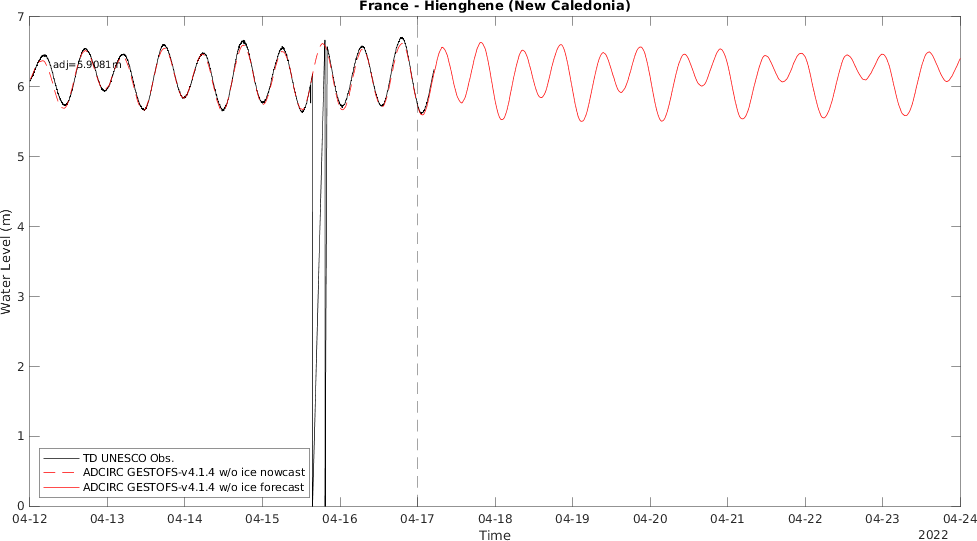 France - Hienghene (New Caledonia)
7
6
5
4
3
2
1
0
Water Level (m)
adj=5.9081m
TD UNESCO Obs.
ADCIRC GESTOFS-v4.1.4 w/o ice nowcast
ADCIRC GESTOFS-v4.1.4 w/o ice forecast
04-12 04-13 04-14 04-15 04-16 04-17 04-18 04-19 04-20 04-21 04-22 04-23 04-24
Time
2022